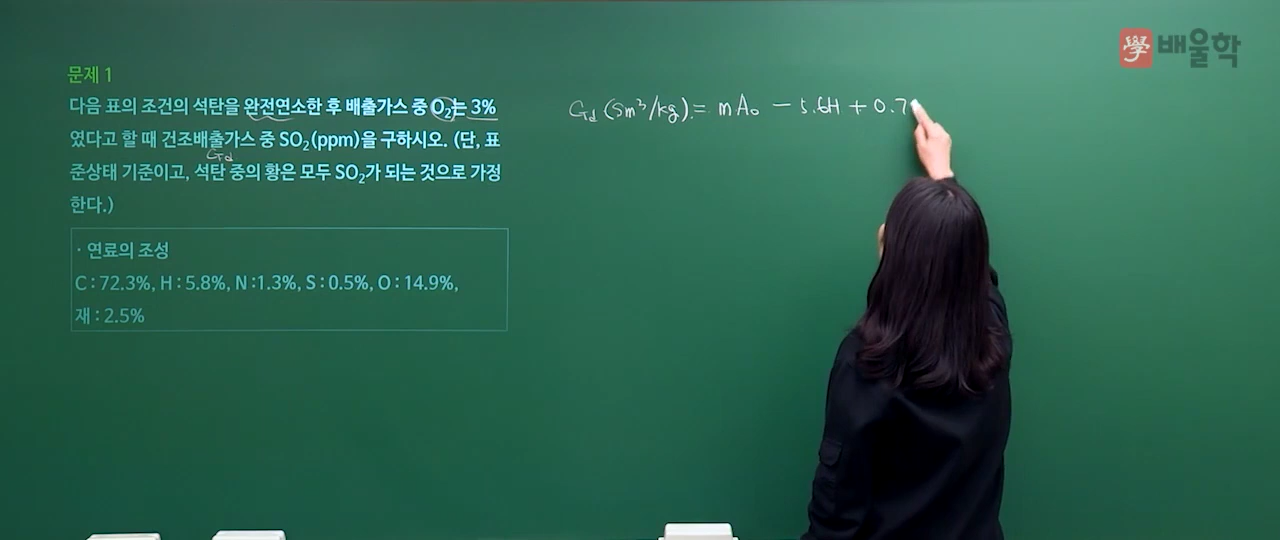 學 배울학
문제 1
다음 표의 조건의 석탄을 완전연소한 후 배출가스 중 O₂는 3%
였다고 할 때 건조배출가스 중 SO₂(ppm)을 구하시오. (단, 표
Gd
준상태 기준이고, 석탄 중의 황은 모두 SO₂가 되는 것으로 가정
한다.)
· 연료의 조성
C : 72.3%, H : 5.8%, N :1.3%, S : 0.5%, O : 14.9%,
재 : 2.5%
Gd (Sm³/kg) = mA₀ - 5.6H + 0.7